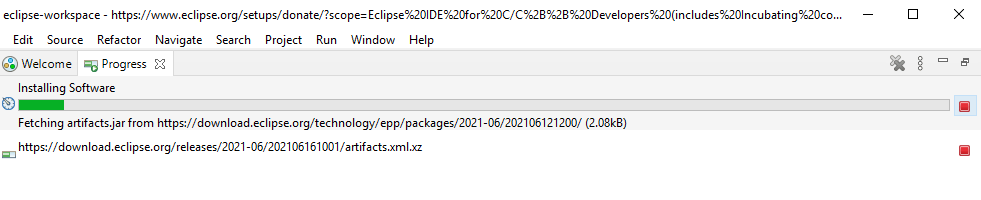 eclipse-workspace - https://www.eclipse.org/setups/donate/?scope=Eclipse%20IDE%20for%20C/C%2B%2B%20Developers%20(includes%20Incubating%20co...
Edit Source Refactor Navigate Search Project Run Window Help
Welcome Progress
Installing Software
Fetching artifacts.jar from https://download.eclipse.org/technology/epp/packages/2021-06/202106121200/ (2.08kB)
https://download.eclipse.org/releases/2021-06/202106161001/artifacts.xml.xz